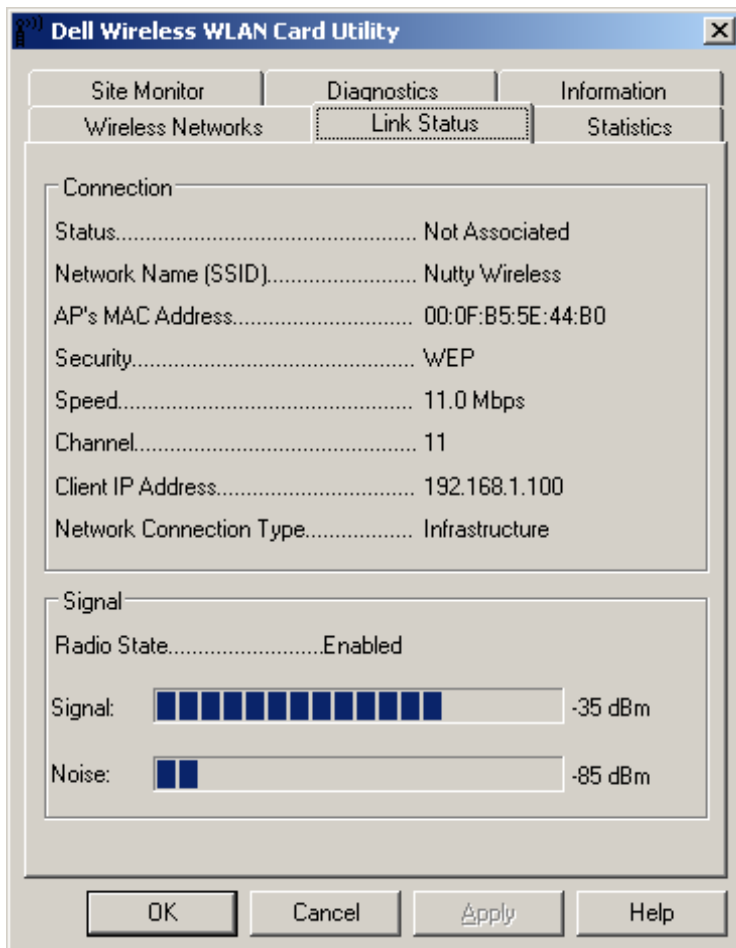 Dell Wireless WLAN Card Utility
Site Monitor Diagnostics Information
Wireless Networks Link Status Statistics
Connection
Status.................................................. Not Associated
Network Name (SSID)......................... Nutty Wireless
AP's MAC Address.............................. 00:0F:B5:5E:44:B0
Security............................................... WEP
Speed.................................................. 11.0 Mbps
Channel............................................... 11
Client IP Address................................. 192.168.1.100
Network Connection Type.................. Infrastructure
Signal
Radio State..........................Enabled
Signal: -35 dBm
Noise: -85 dBm
OK Cancel Apply Help